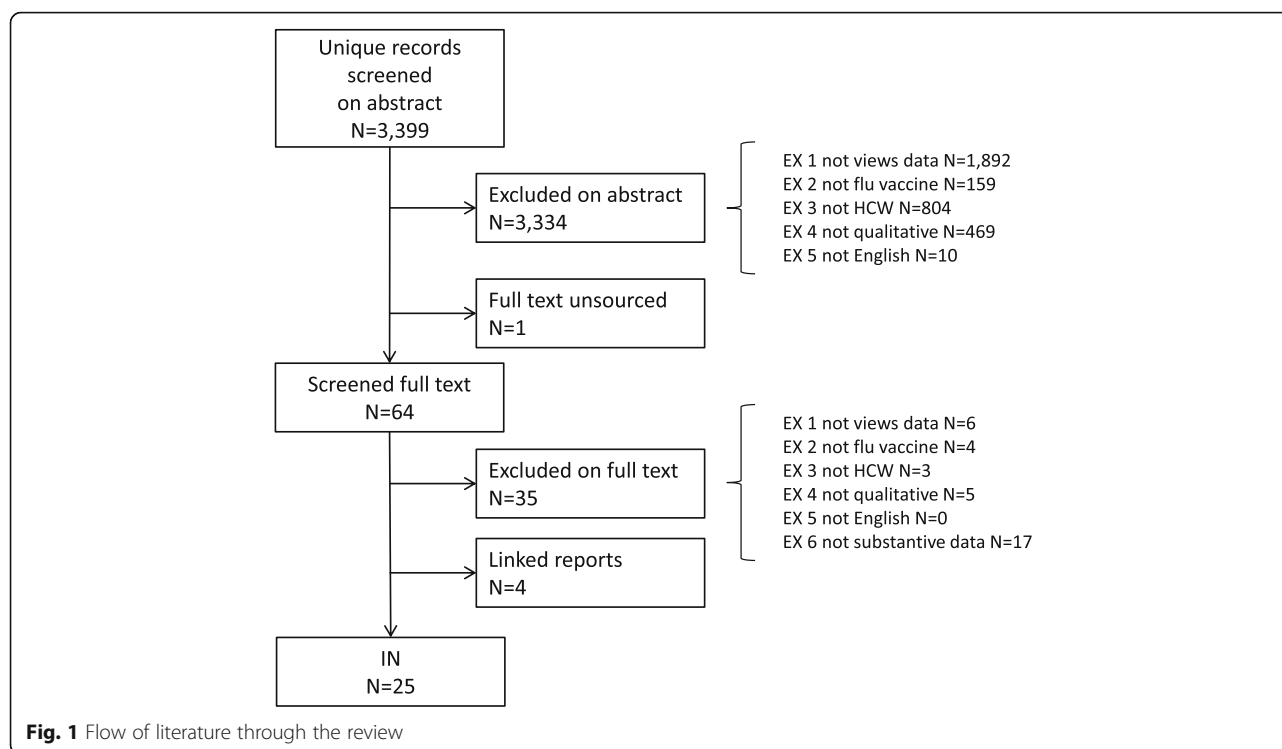 Unique records
screened
on abstract
N=3,399
Excluded on abstract
N=3,334
EX 1 not views data N=1,892
EX 2 not flu vaccine N=159
EX 3 not HCW N=804
EX 4 not qualitative N=469
EX 5 not English N=10
Full text unsourced
N=1
Screened full text
N=64
Excluded on full text
N=35
EX 1 not views data N=6
EX 2 not flu vaccine N=4
EX 3 not HCW N=3
EX 4 not qualitative N=5
EX 5 not English N=0
EX 6 not substantive data N=17
Linked reports
N=4
IN
N=25
Fig. 1 Flow of literature through the review